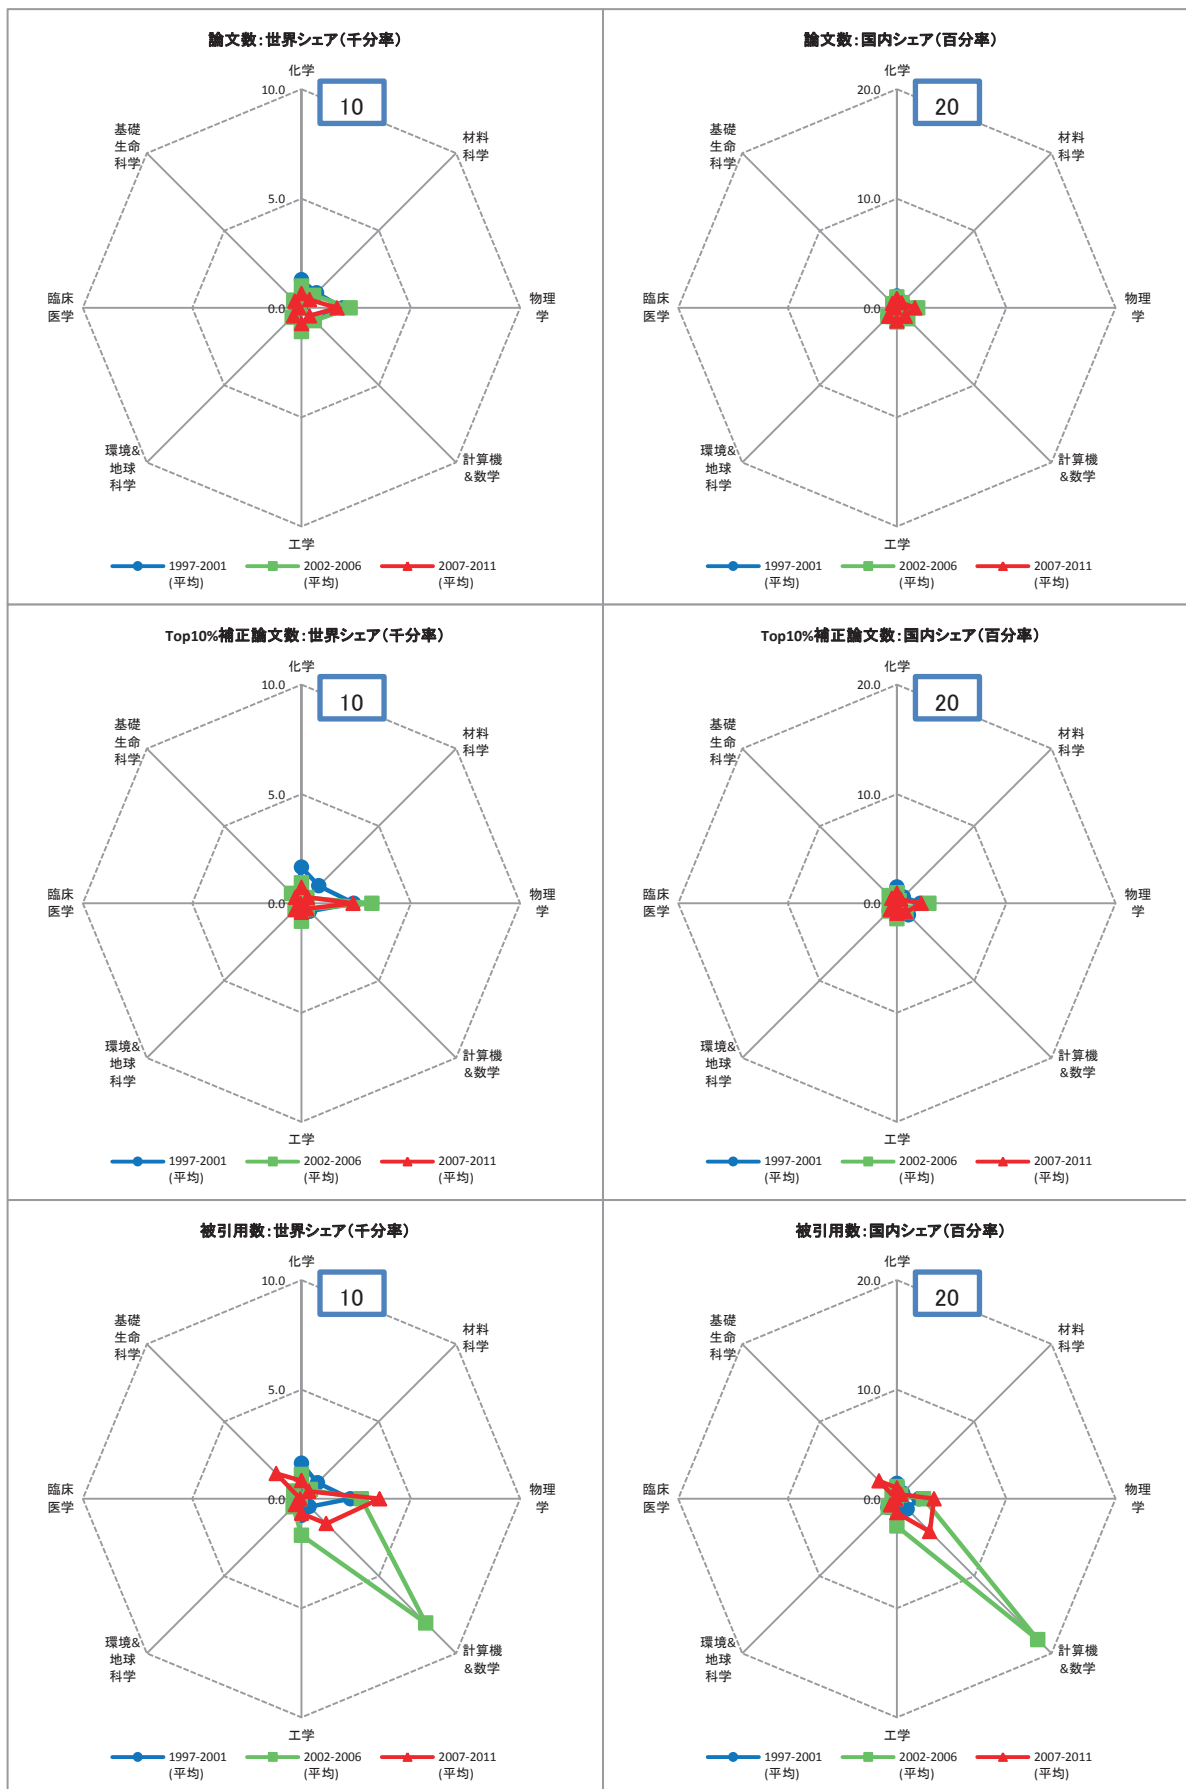 論文数：世界シェア（千分率）
化学
10.0
10
材料
科学
基礎
生命
科学
5.0
臨床
医学
0.0
物理
学
環境&
地球
科学
計算機
&数学
工学
1997-2001
(平均)
2002-2006
(平均)
2007-2011
(平均)
論文数：国内シェア（百分率）
化学
20.0
20
材料
科学
基礎
生命
科学
10.0
臨床
医学
0.0
物理
学
環境&
地球
科学
計算機
&数学
工学
1997-2001
(平均)
2002-2006
(平均)
2007-2011
(平均)
Top10%補正論文数：世界シェア（千分率）
化学
10.0
10
材料
科学
基礎
生命
科学
5.0
臨床
医学
0.0
物理
学
環境&
地球
科学
計算機
&数学
工学
1997-2001
(平均)
2002-2006
(平均)
2007-2011
(平均)
Top10%補正論文数：国内シェア（百分率）
化学
20.0
20
材料
科学
基礎
生命
科学
10.0
臨床
医学
0.0
物理
学
環境&
地球
科学
計算機
&数学
工学
1997-2001
(平均)
2002-2006
(平均)
2007-2011
(平均)
被引用数：世界シェア（千分率）
化学
10.0
10
材料
科学
基礎
生命
科学
5.0
臨床
医学
0.0
物理
学
環境&
地球
科学
計算機
&数学
工学
1997-2001
(平均)
2002-2006
(平均)
2007-2011
(平均)
被引用数：国内シェア（百分率）
化学
20.0
20
材料
科学
基礎
生命
科学
10.0
臨床
医学
0.0
物理
学
環境&
地球
科学
計算機
&数学
工学
1997-2001
(平均)
2002-2006
(平均)
2007-2011
(平均)